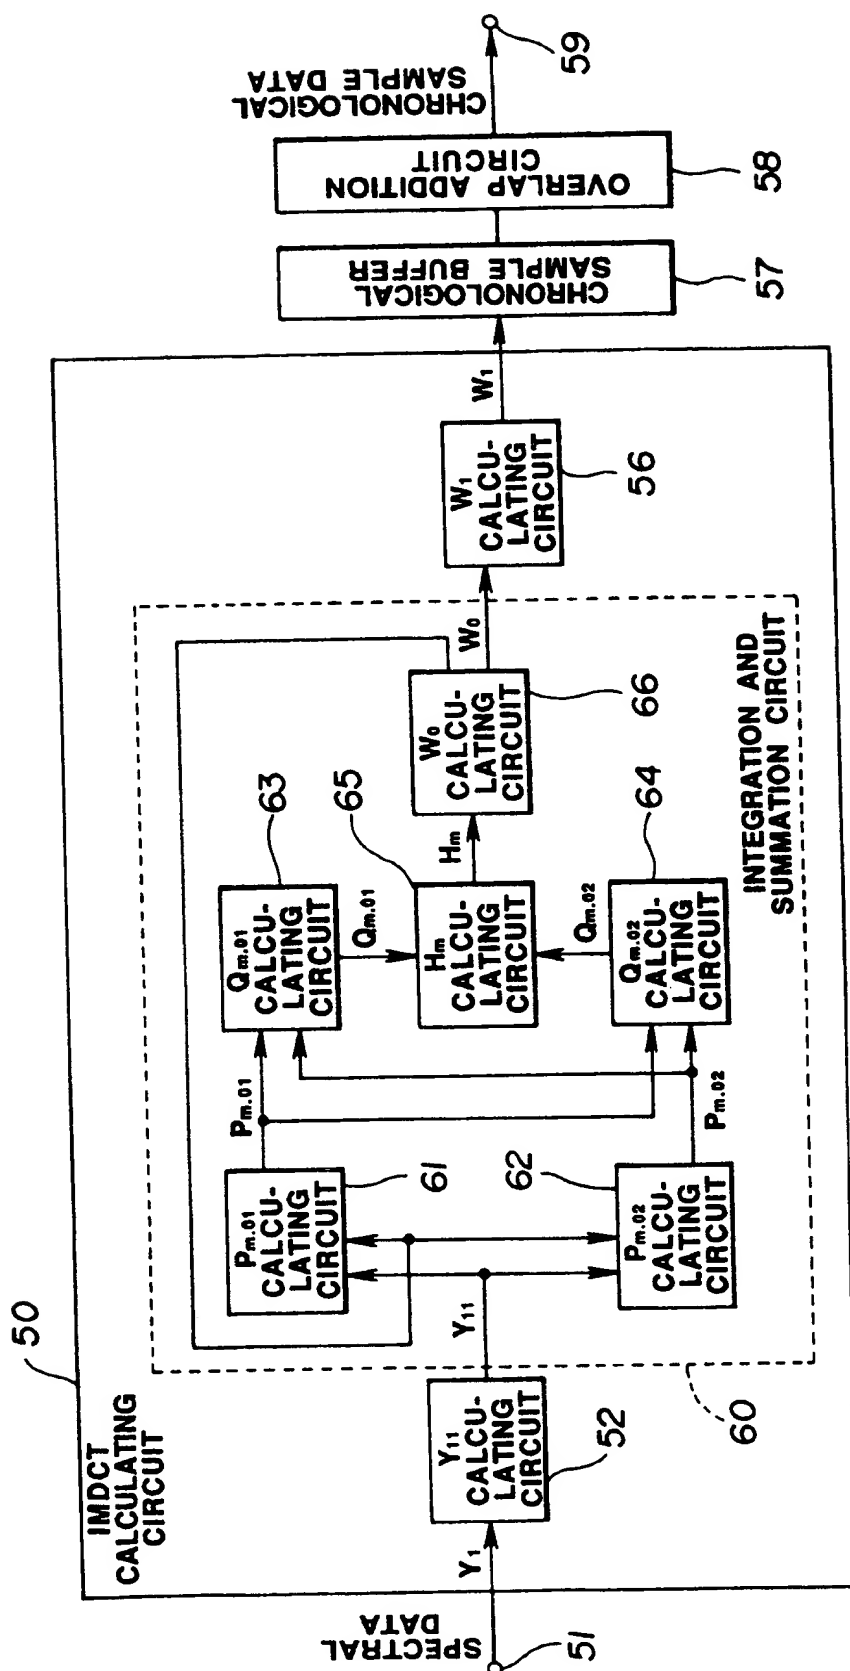 50
IMDCT
CALCULATING
CIRCUIT
SPECTRAL
DATA
51
Y1
Y11
CALCU-
LATING
CIRCUIT
52
Y11
60
Pm.01
CALCU-
LATING
CIRCUIT
61
Pm.01
62
Pm.02
CALCU-
LATING
CIRCUIT
Pm.02
Qm.01
CALCU-
LATING
CIRCUIT
63
Qm.01
65
Hm
CALCU-
LATING
CIRCUIT
Hm
Qm.02
Qm.02
CALCU-
LATING
CIRCUIT
64
W0
CALCU-
LATING
CIRCUIT
66
W0
INTEGRATION AND
SUMMATION CIRCUIT
W1
CALCU-
LATING
CIRCUIT
56
W1
CHRONOLOGICAL
SAMPLE BUFFER
57
OVERLAP ADDITION
CIRCUIT
58
CHRONOLOGICAL
SAMPLE DATA
59